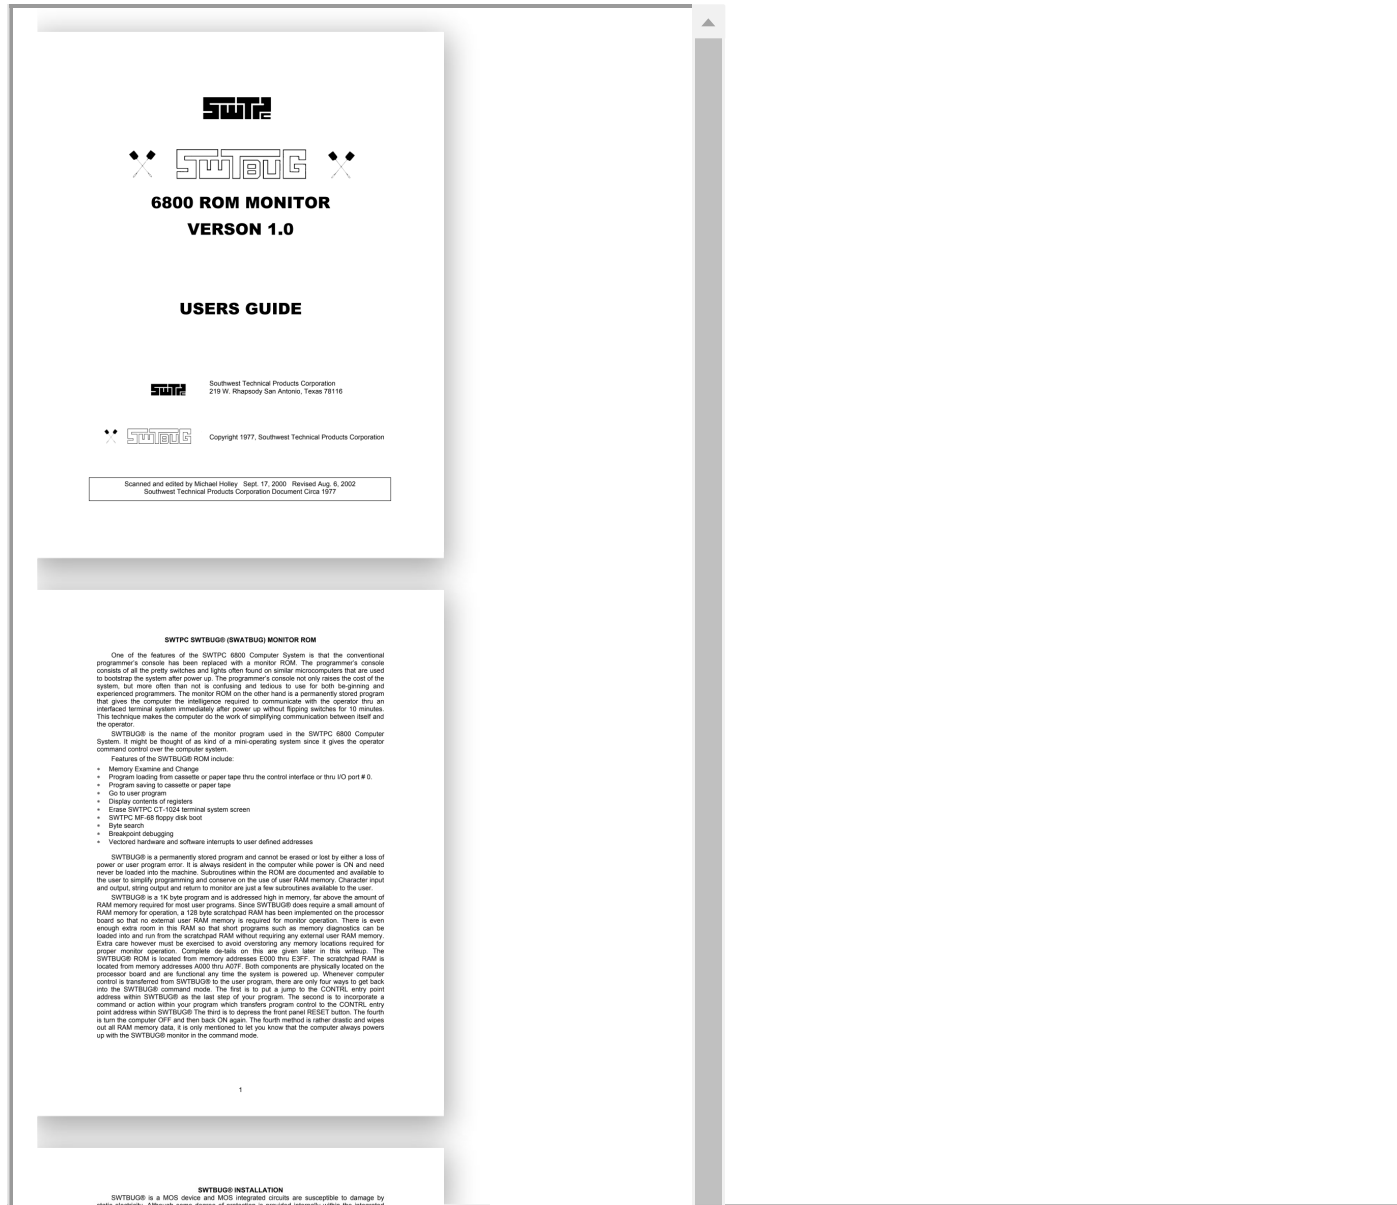 SWTPC
SWTBUG
6800 ROM MONITOR
VERSON 1.0
USERS GUIDE
SWTPC
Southwest Technical Products Corporation
219 W. Rhapsody San Antonio, Texas 78116
SWTBUG
Copyright 1977, Southwest Technical Products Corporation
Scanned and edited by Michael Holley Sept. 17, 2000 Revised Aug. 6, 2002
Southwest Technical Products Corporation Document Circa 1977
SWTPC SWTBUG® (SWATBUG) MONITOR ROM
One of the features of the SWTPC 6800 Computer System is that the conventional
programmer's console has been replaced with a monitor ROM. The programmer's console
consists of all the pretty switches and lights often found on similar microcomputers that are used
to bootstrap the system after power up. The programmer's console not only raises the cost of the
system, but more often than not is confusing and tedious to use for both be-ginning and
experienced programmers. The monitor ROM on the other hand is a permanently stored program
that gives the computer the intelligence required to communicate with the operator thru an
interfaced terminal system immediately after power up without flipping switches for 10 minutes.
This technique makes the computer do the work of simplifying communication between itself and
the operator.
SWTBUG® is the name of the monitor program used in the SWTPC 6800 Computer
System. It might be thought of as kind of a mini-operating system since it gives the operator
command control over the computer system.
Features of the SWTBUG® ROM include:
• Memory Examine and Change
• Program loading from cassette or paper tape thru the control interface or thru I/O port # 0.
• Program saving to cassette or paper tape
• Go to user program
• Display contents of registers
• Erase SWTPC CT-1024 terminal system screen
• SWTPC MF-68 floppy disk boot
• Byte search
• Breakpoint debugging
• Vectored hardware and software interrupts to user defined addresses
SWTBUG® is a permanently stored program and cannot be erased or lost by either a loss of
power or user program error. It is always resident in the computer while power is ON and need
never be loaded into the machine. Subroutines within the ROM are documented and available to
the user to simplify programming and conserve on the use of user RAM memory. Character input
and output, string output and return to monitor are just a few subroutines available to the user.
SWTBUG® is a 1K byte program and is addressed high in memory, far above the amount of
RAM memory required for most user programs. Since SWTBUG® does require a small amount of
RAM memory for operation, a 128 byte scratchpad RAM has been implemented on the processor
board so that no external user RAM memory is required for monitor operation. There is even
enough extra room in this RAM so that short programs such as memory diagnostics can be
loaded into and run from the scratchpad RAM without requiring any external user RAM memory.
Extra care however must be exercised to avoid overstoring any memory locations required for
proper monitor operation. Complete de-tails on this are given later in this writeup. The
SWTBUG® ROM is located from memory addresses E000 thru E3FF. The scratchpad RAM is
located from memory addresses A000 thru A07F. Both components are physically located on the
processor board and are functional any time the system is powered up. Whenever computer
control is transferred from SWTBUG® to the user program, there are only four ways to get back
into the SWTBUG® command mode. The first is to put a jump to the CONTRL entry point
address within SWTBUG® as the last step of your program. The second is to incorporate a
command or action within your program which transfers program control to the CONTRL entry
point address within SWTBUG® The third is to depress the front panel RESET button. The fourth
is turn the computer OFF and then back ON again. The fourth method is rather drastic and wipes
out all RAM memory data, it is only mentioned to let you know that the computer always powers
up with the SWTBUG® monitor in the command mode.
1
SWTBUG® INSTALLATION
SWTBUG® is a MOS device and MOS integrated circuits are susceptible to damage by